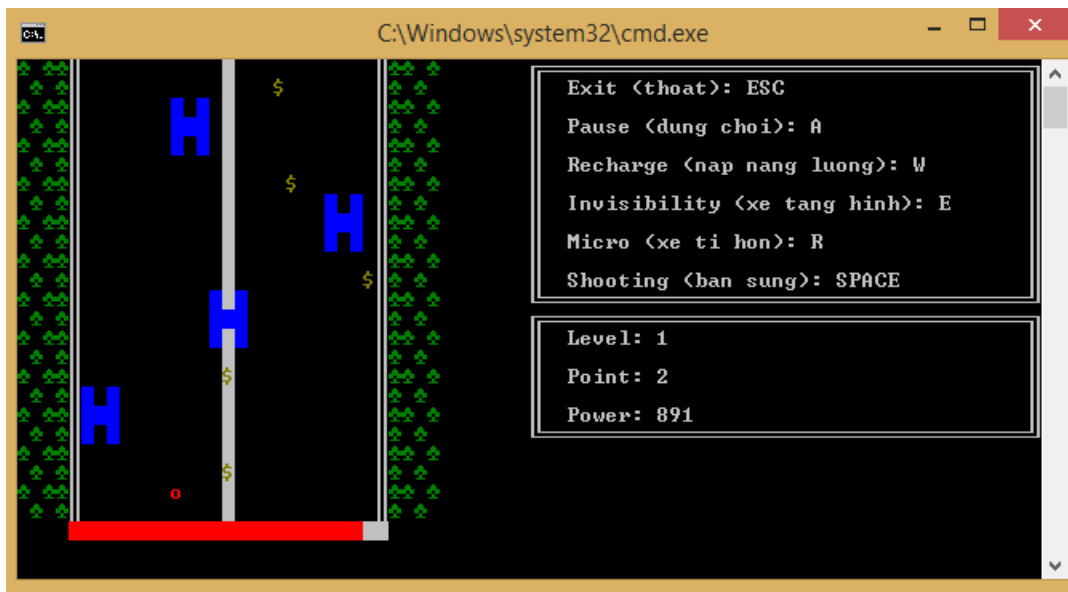 C:\Windows\system32\cmd.exe
Exit (thoat): ESC
Pause (dung choi): A
Recharge (nap nang luong): W
Invisibility (xe tang hinh): E
Micro (xe ti hon): R
Shooting (ban sung): SPACE
Level: 1
Point: 2
Power: 891
$
$
H
H
$
H
$
H
$
o